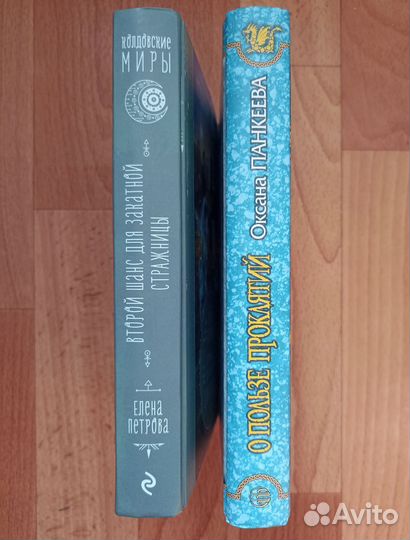 КОЛДОВСКИЕ
МИРЫ
ВТОРОЙ ШАНС ДЛЯ ЗАКАТНОЙ
СТРАЖНИЦЫ
ЕЛЕНА
ПЕТРОВА
О ПОЛЬЗЕ ПРОКЛЯТИЙ Оксана ПАНКЕЕВА
Avito